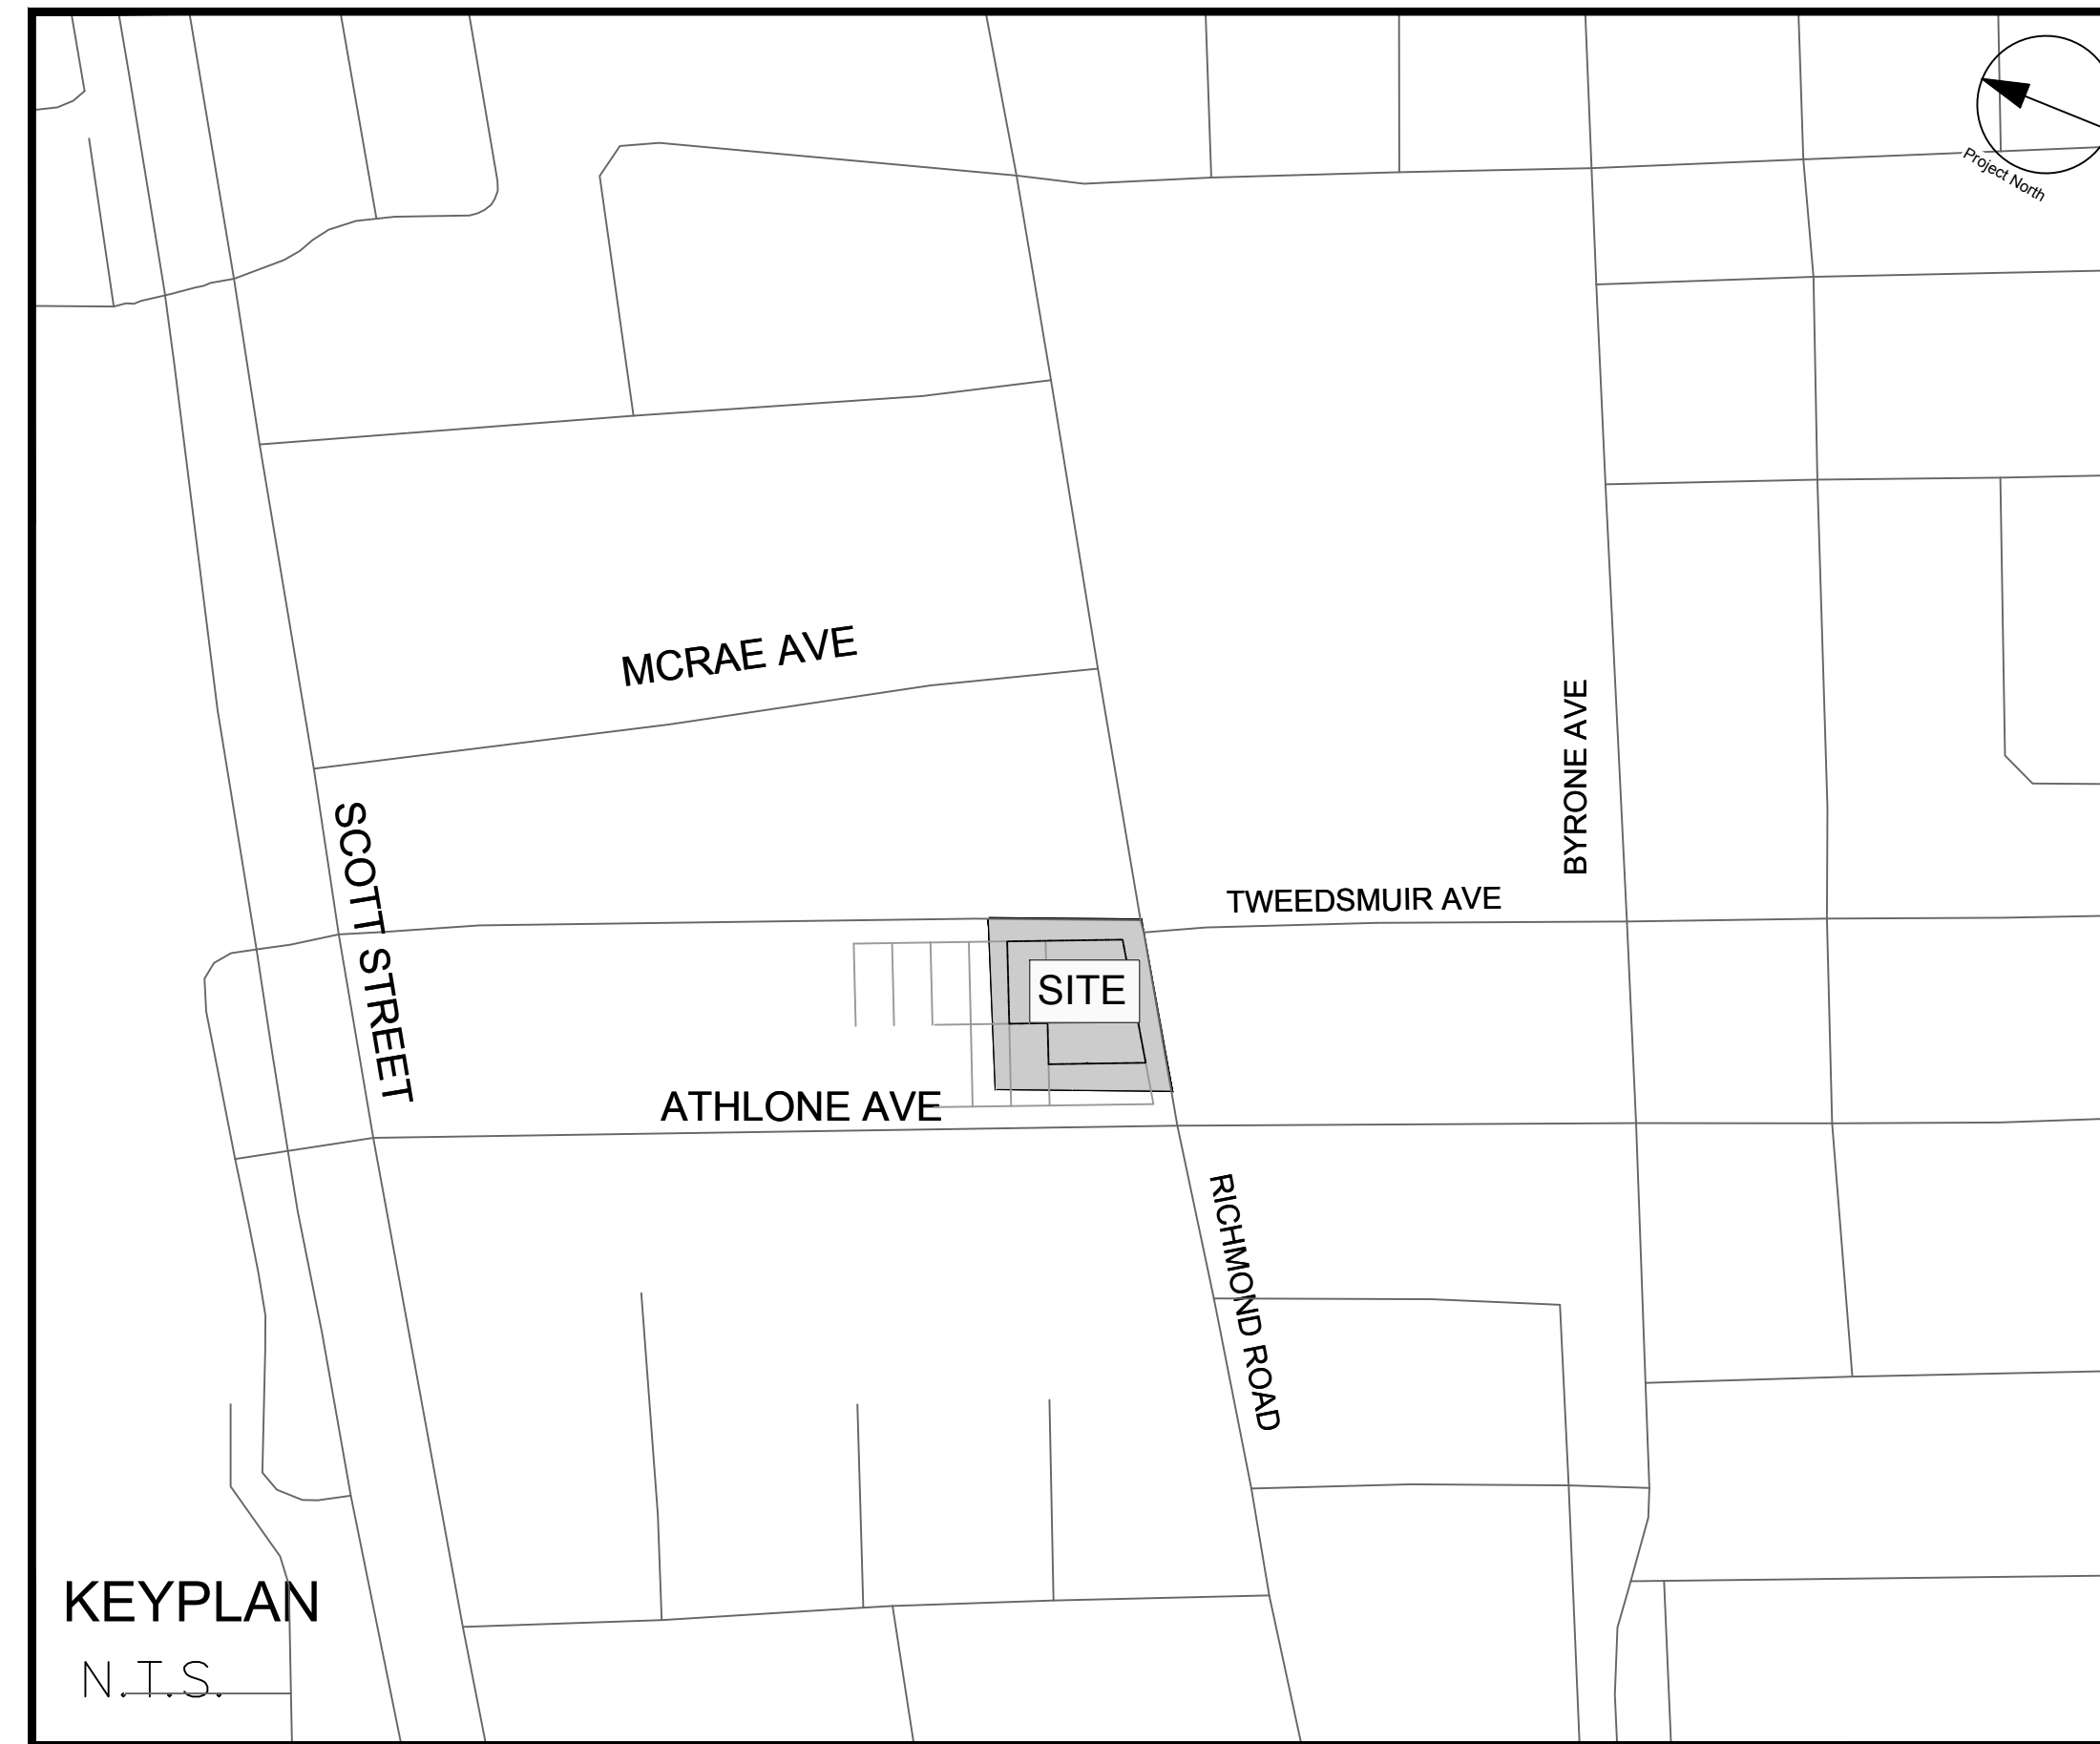 Project North
MCRAE AVE
BYRONE AVE
SCOTT STREET
TWEEDSMUIR AVE
SITE
ATHLONE AVE
RICHMOND ROAD
KEYPLAN
N.T.S.